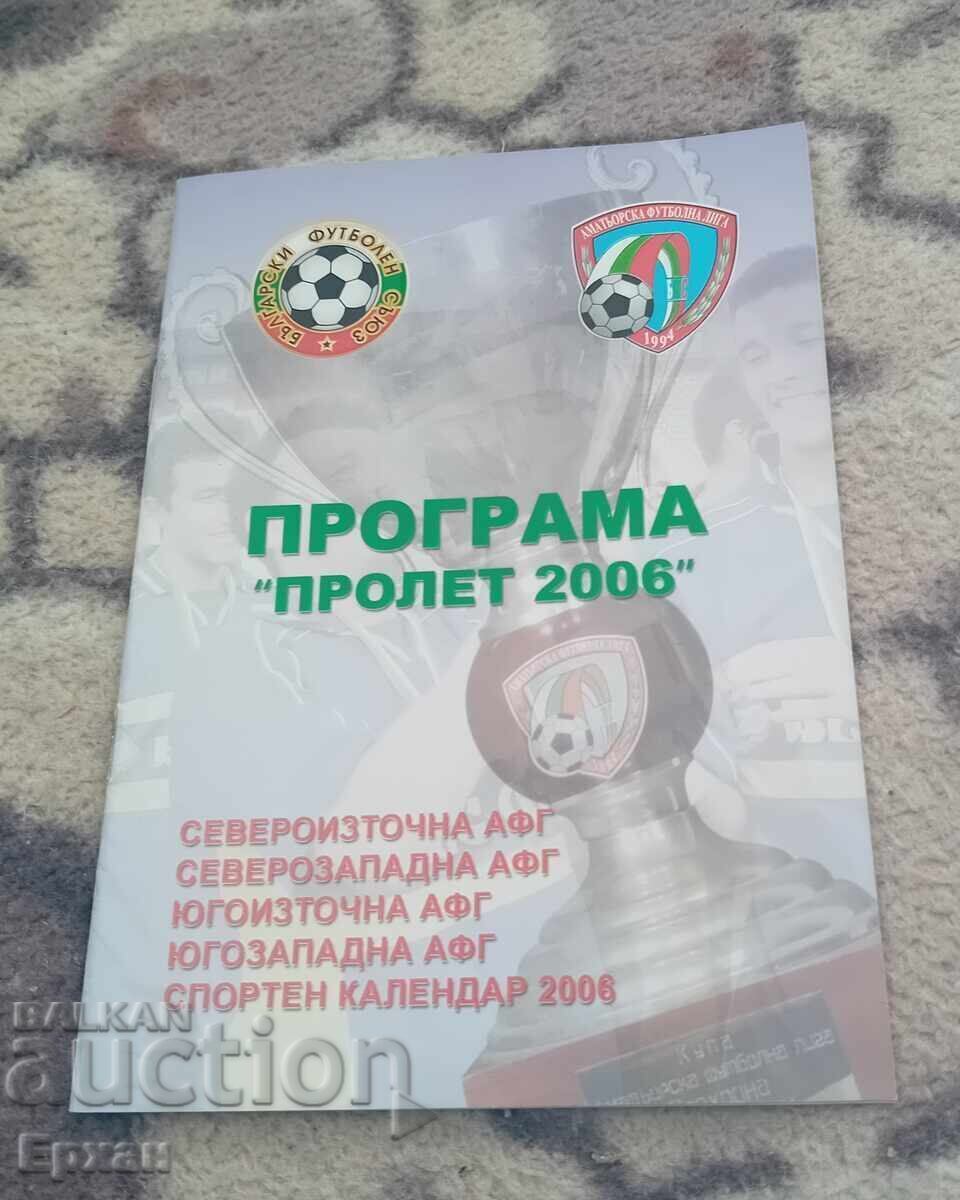 БЪЛГАРСКИ ФУТБОЛЕН СЪЮЗ
АМАТЬОРСКА ФУТБОЛНА ЛИГА
1994
ПРОГРАМА
"ПРОЛЕТ 2006"
СЕВЕРОИЗТОЧНА АФГ
СЕВЕРОЗАПАДНА АФГ
ЮГОИЗТОЧНА АФГ
ЮГОЗАПАДНА АФГ
СПОРТЕН КАЛЕНДАР 2006
КУПА
BALKAN
auction
Ерхан